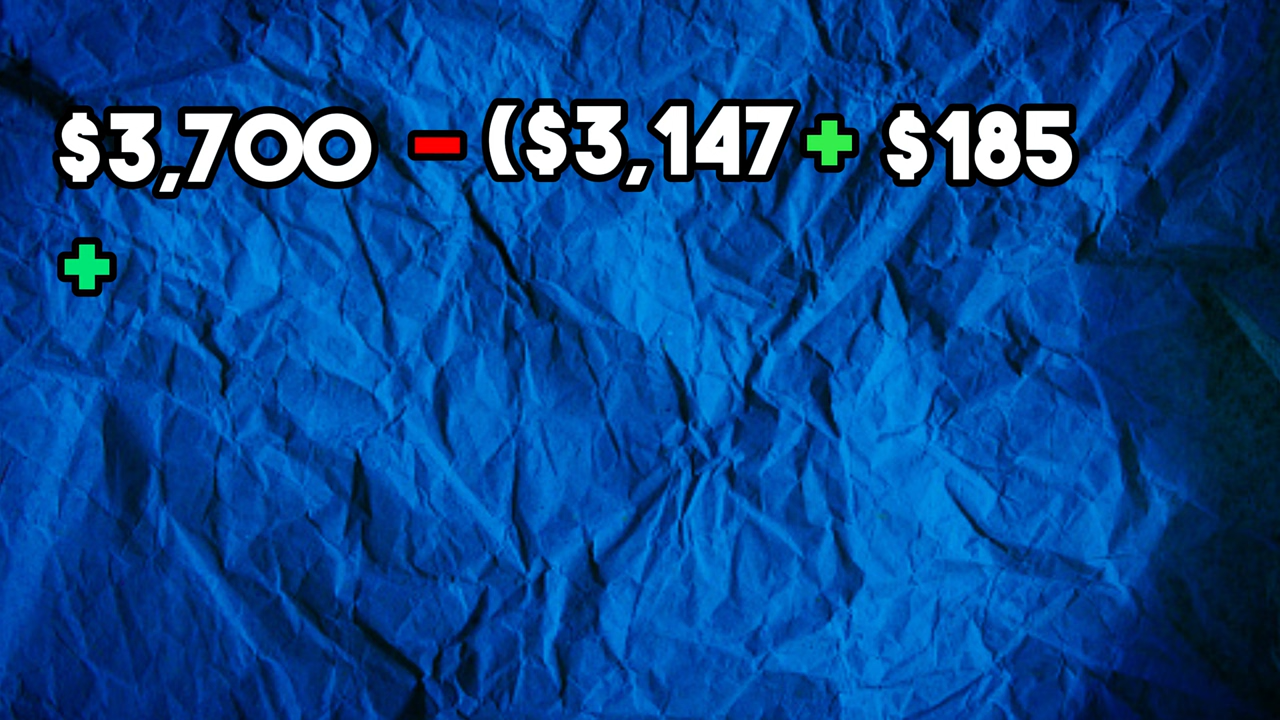 $3,700 - ($3,147 + $185
+